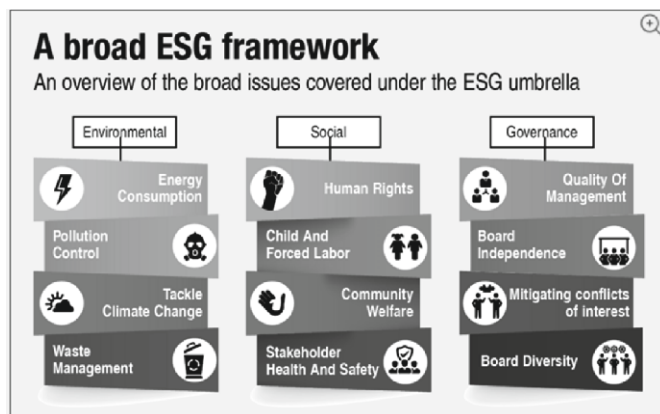 A broad ESG framework
An overview of the broad issues covered under the ESG umbrella
Environmental
Energy
Consumption
Pollution
Control
Tackle
Climate Change
Waste
Management
Social
Human Rights
Child And
Forced Labor
Community
Welfare
Stakeholder
Health And Safety
Governance
Quality Of
Management
Board
Independence
Mitigating conflicts
of interest
Board Diversity